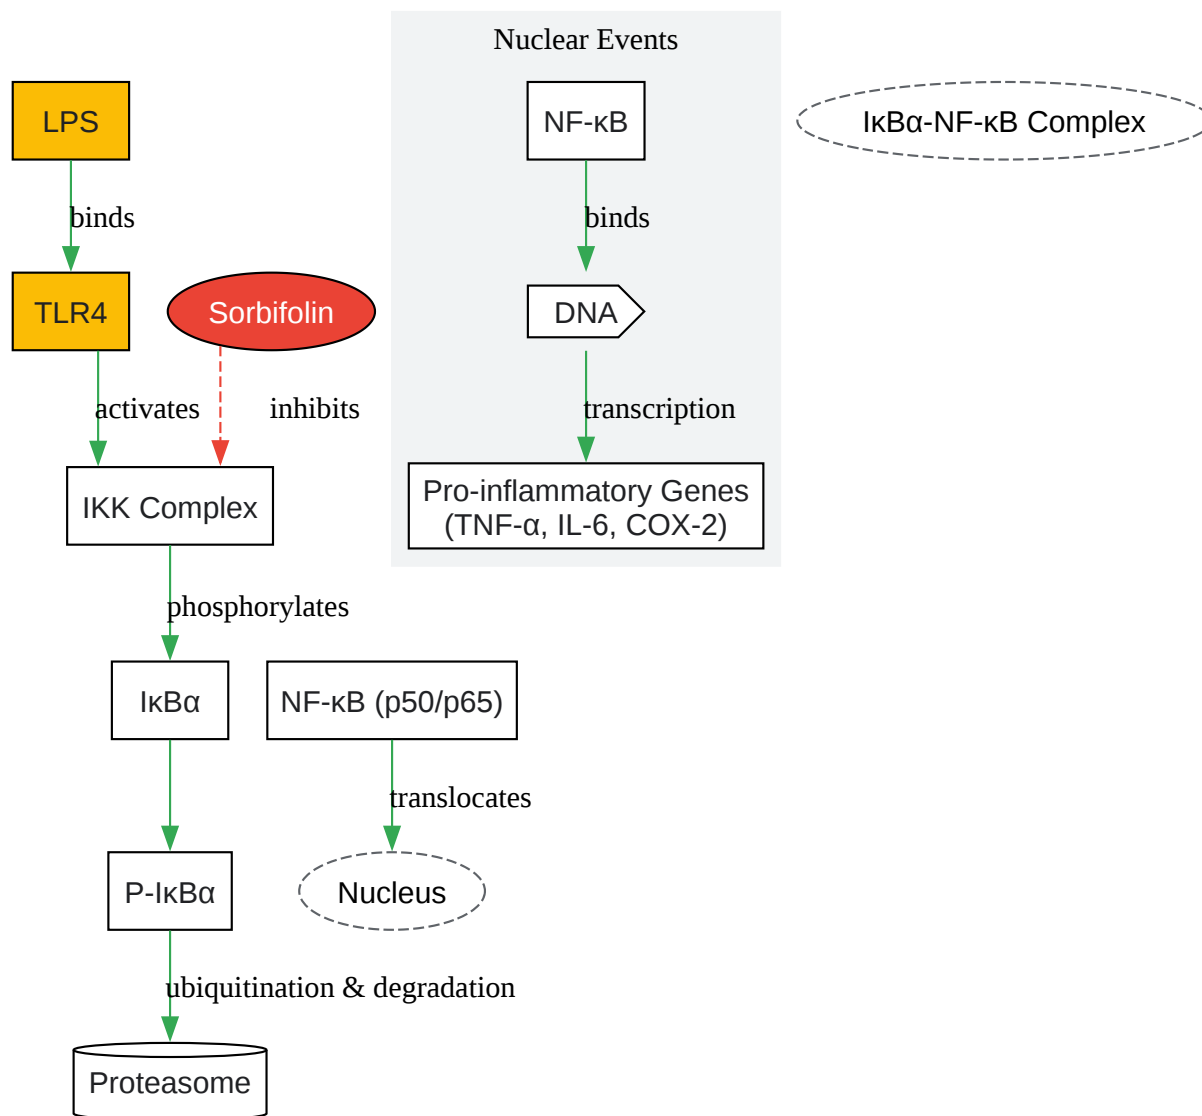 Nuclear Events
LPS
NF-κB
IκBα-NF-κB Complex
binds
binds
TLR4
Sorbifolin
DNA
activates
inhibits
transcription
IKK Complex
Pro-inflammatory Genes
(TNF-α, IL-6, COX-2)
phosphorylates
IκBα
NF-κB (p50/p65)
translocates
P-IκBα
Nucleus
ubiquitination & degradation
Proteasome